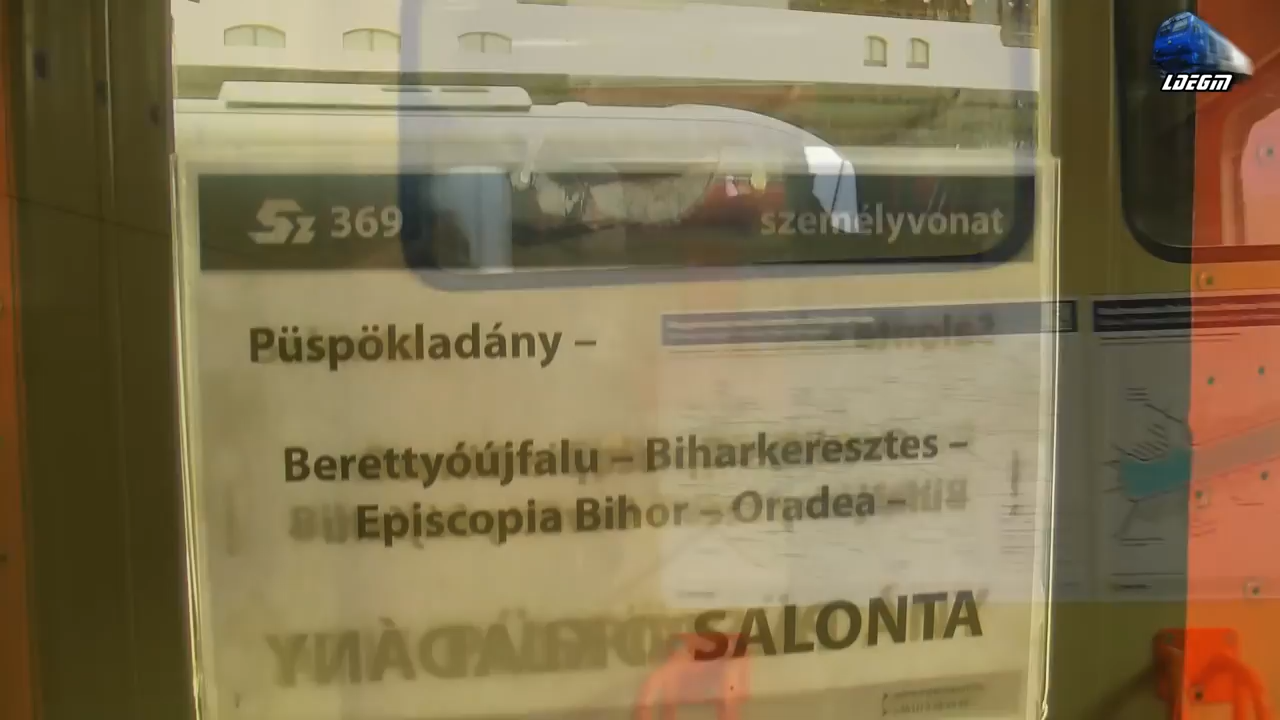 LDEGM
Sz 369 személyvonat
Püspökladány –
Berettyóújfalu – Biharkeresztes –
Episcopia Bihor – Oradea –
SALONTA